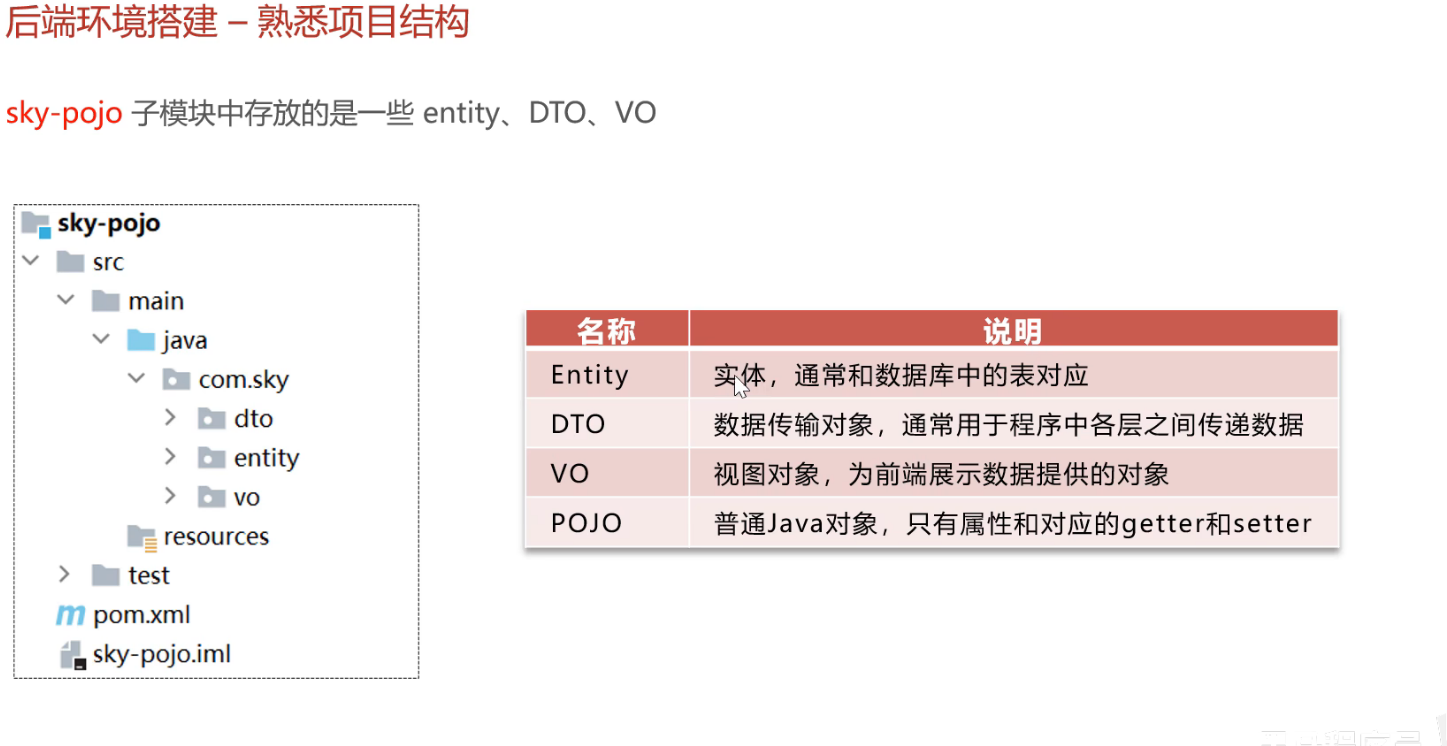 后端环境搭建 – 熟悉项目结构
sky-pojo 子模块中存放的是一些 entity、DTO、VO
sky-pojo
src
main
java
com.sky
dto
entity
vo
resources
test
pom.xml
sky-pojo.iml
名称 说明
Entity 实体，通常和数据库中的表对应
DTO 数据传输对象，通常用于程序中各层之间传递数据
VO 视图对象，为前端展示数据提供的对象
POJO 普通Java对象，只有属性和对应的getter和setter